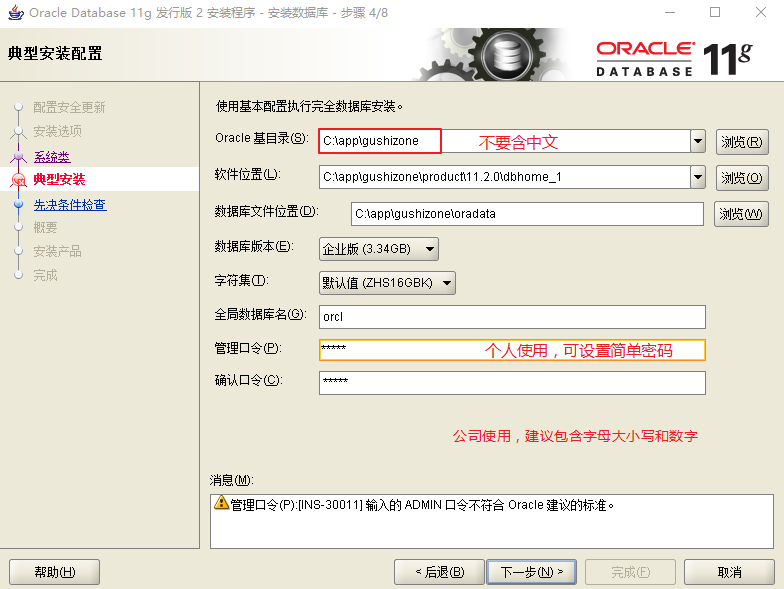 Oracle Database 11g 发行版 2 安装程序 - 安装数据库 - 步骤 4/8
典型安装配置
ORACLE
DATABASE 11g
配置安全更新
安装选项
系统类
典型安装
先决条件检查
概要
安装产品
完成
使用基本配置执行完全数据库安装。
Oracle 基目录(S): C:\app\gushizone 不要含中文 浏览(R)
软件位置(L): C:\app\gushizone\product\11.2.0\dbhome_1 浏览(O)
数据库文件位置(D): C:\app\gushizone\oradata 浏览(W)
数据库版本(E): 企业版 (3.34GB)
字符集(T): 默认值 (ZHS16GBK)
全局数据库名(G): orcl
管理口令(P): ***** 个人使用，可设置简单密码
确认口令(C): *****
公司使用，建议包含字母大小写和数字
消息(M):
管理口令(P):[INS-30011] 输入的 ADMIN 口令不符合 Oracle 建议的标准。
帮助(H) < 后退(B) 下一步(N) > 完成(F) 取消